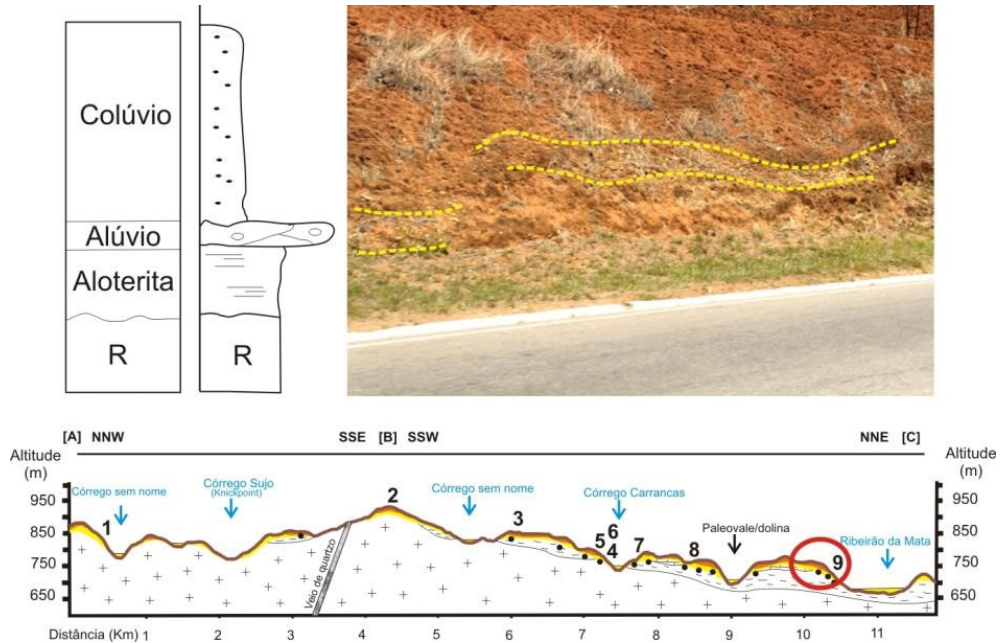 Colúvio
Alúvio
Aloterita
R
R
[A] NNW SSE [B] SSW NNE [C]
Altitude
(m)
Altitude
(m)
950
850
750
650
950
850
750
650
Córrego sem nome
Córrego Sujo
(Knickpoint)
Córrego sem nome
Córrego Carrancas
Paleovale/dolina
Ribeirão da Mata
1
2
3
5
6
4
7
8
9
Veio de quartzo
Distância (Km) 1 2 3 4 5 6 7 8 9 10 11